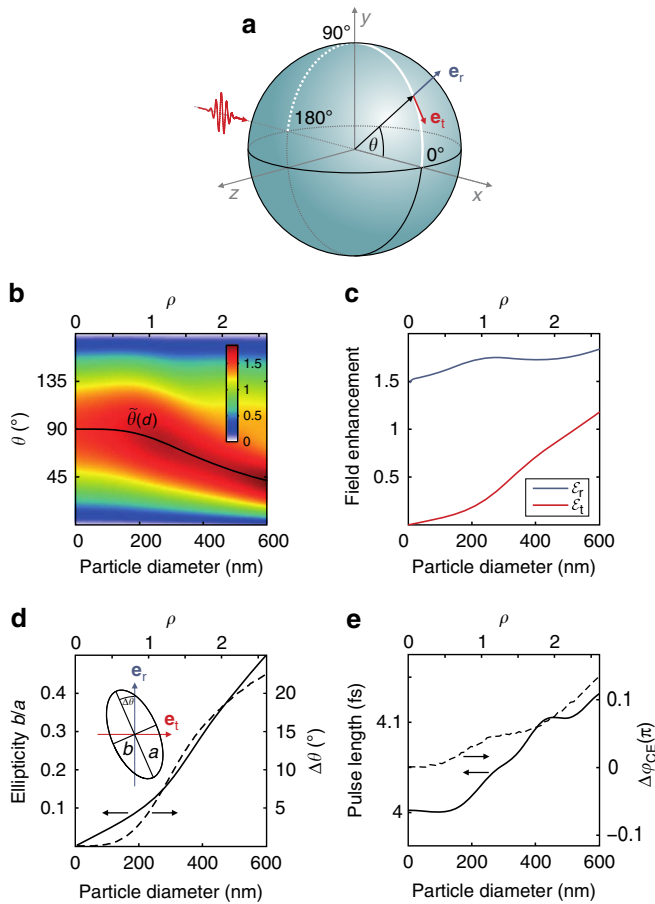 a
y
90°
e_r
e_t
180°
θ
0°
z
x
b
ρ
0 1 2
135
90
45
θ (°)
θ̃(d)
1.5
1
0.5
0
0 200 400 600
Particle diameter (nm)
c
ρ
0 1 2
1.5
1
0.5
Field enhancement
ℰ_r
ℰ_t
0 200 400 600
Particle diameter (nm)
d
ρ
0 1 2
0.4
0.3
0.2
0.1
Ellipticity b/a
e_r
Δθ
e_t
b
a
20
15
10
5
Δθ (°)
0 200 400 600
Particle diameter (nm)
e
ρ
0 1 2
4.1
4
Pulse length (fs)
0.1
0
−0.1
Δφ_CE(π)
0 200 400 600
Particle diameter (nm)